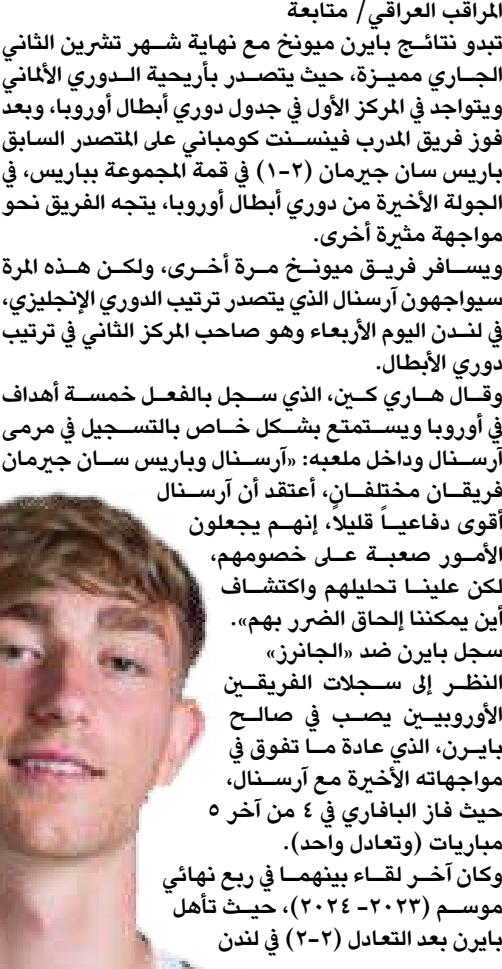 المراقب العراقي/ متابعة
تبدو نتائج بايرن ميونخ مع نهاية شهر تشرين الثاني
الجاري مميزة، حيث يتصدر بأريحية الدوري الألماني
ويتواجد في المركز الأول في جدول دوري أبطال أوروبا، وبعد
فوز فريق المدرب فينسنت كومباني على المتصدر السابق
باريس سان جيرمان (٢-١) في قمة المجموعة بباريس، في
الجولة الأخيرة من دوري أبطال أوروبا، يتجه الفريق نحو
مواجهة مثيرة أخرى.
ويسافر فريق ميونخ مرة أخرى، ولكن هذه المرة
سيواجهون آرسنال الذي يتصدر ترتيب الدوري الإنجليزي،
في لندن اليوم الأربعاء وهو صاحب المركز الثاني في ترتيب
دوري الأبطال.
وقال هاري كين، الذي سجل بالفعل خمسة أهداف
في أوروبا ويستمتع بشكل خاص بالتسجيل في مرمى
آرسنال وداخل ملعبه: «آرسنال وباريس سان جيرمان
فريقان مختلفان، أعتقد أن آرسنال
أقوى دفاعياً قليلاً، إنهم يجعلون
الأمور صعبة على خصومهم،
لكن علينا تحليلهم واكتشاف
أين يمكننا إلحاق الضرر بهم».
سجل بايرن ضد «الجانرز»
النظر إلى سجلات الفريقين
الأوروبيين يصب في صالح
بايرن، الذي عادة ما تفوق في
مواجهاته الأخيرة مع آرسنال،
حيث فاز البافاري في ٤ من آخر ٥
مباريات (وتعادل واحد).
وكان آخر لقاء بينهما في ربع نهائي
موسم (٢٠٢٣- ٢٠٢٤)، حيث تأهل
بايرن بعد التعادل (٢-٢) في لندن